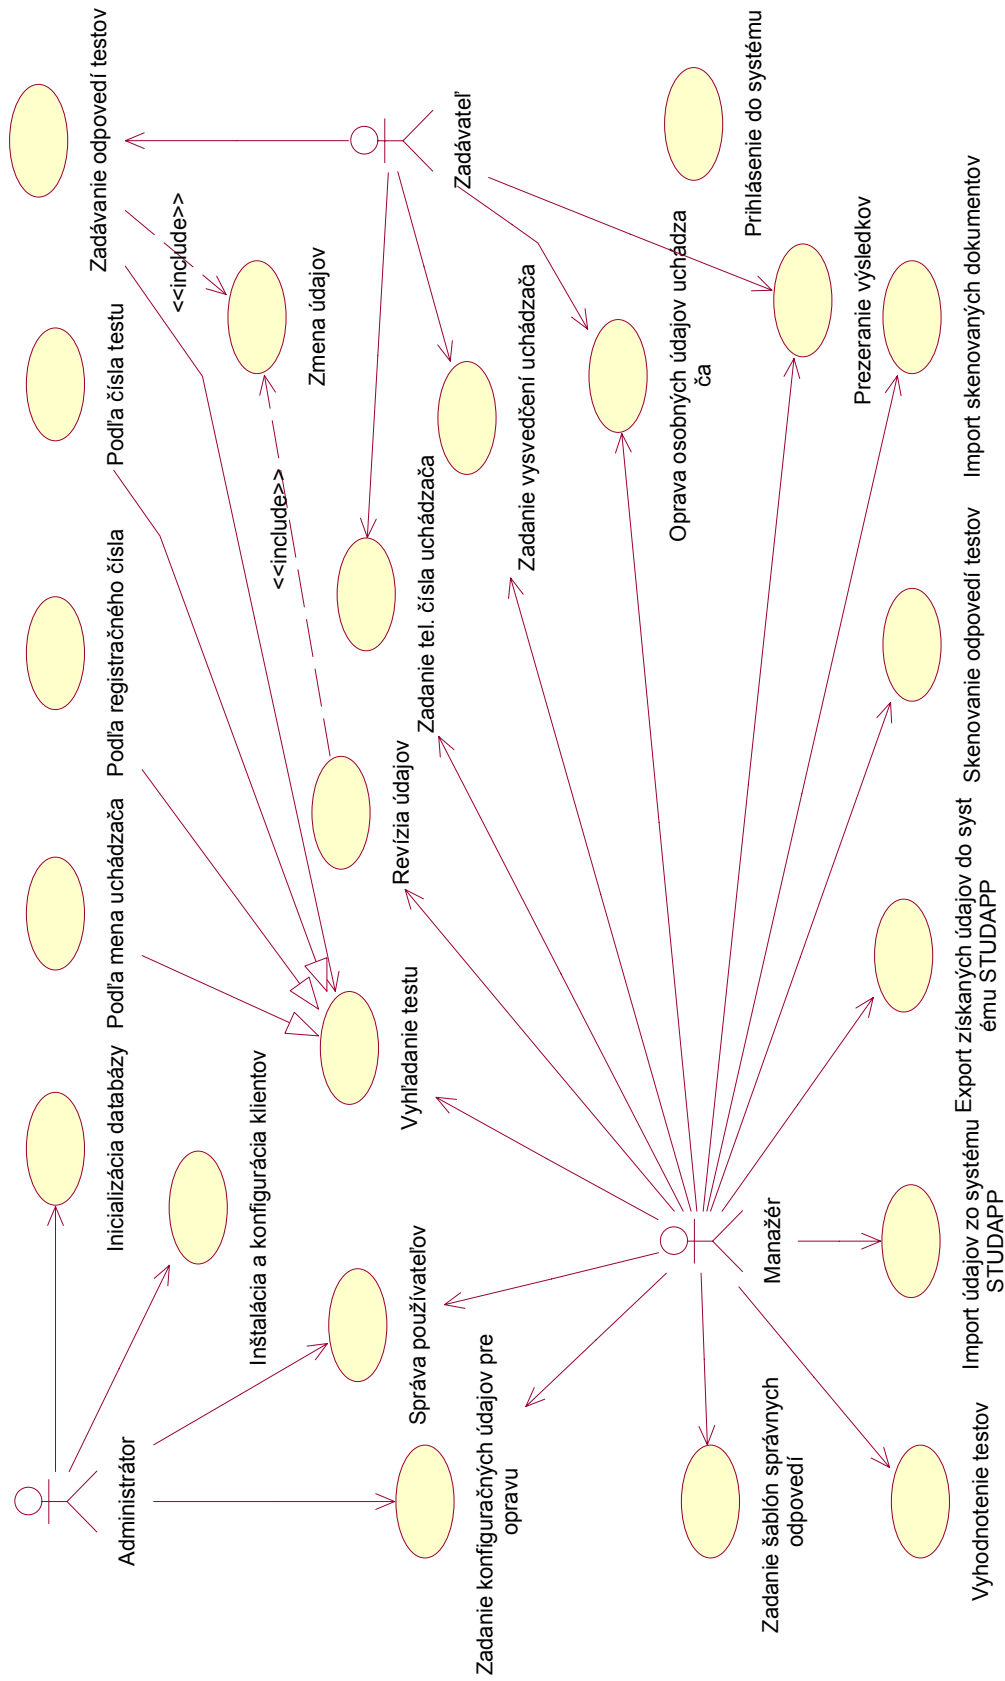 Zadávanie odpovedí testov
Podľa čísla testu
Podľa registračného čísla
Podľa mena uchádzača
Inicializácia databázy
<<include>>
Zmena údajov
<<include>>
Inštalácia a konfigurácia klientov
Administrátor
Zadávateľ
Zadanie tel. čísla uchádzača
Revízia údajov
Vyhľadanie testu
Správa používateľov
Zadanie konfiguračných údajov pre
opravu
Zadanie vysvedčení uchádzača
Oprava osobných údajov uchádza
ča
Prihlásenie do systému
Manažér
Zadanie šablón správnych
odpovedí
Prezeranie výsledkov
Import skenovaných dokumentov
Skenovanie odpovedí testov
Export získaných údajov do syst
ému STUDAPP
Import údajov zo systému
STUDAPP
Vyhodnotenie testov